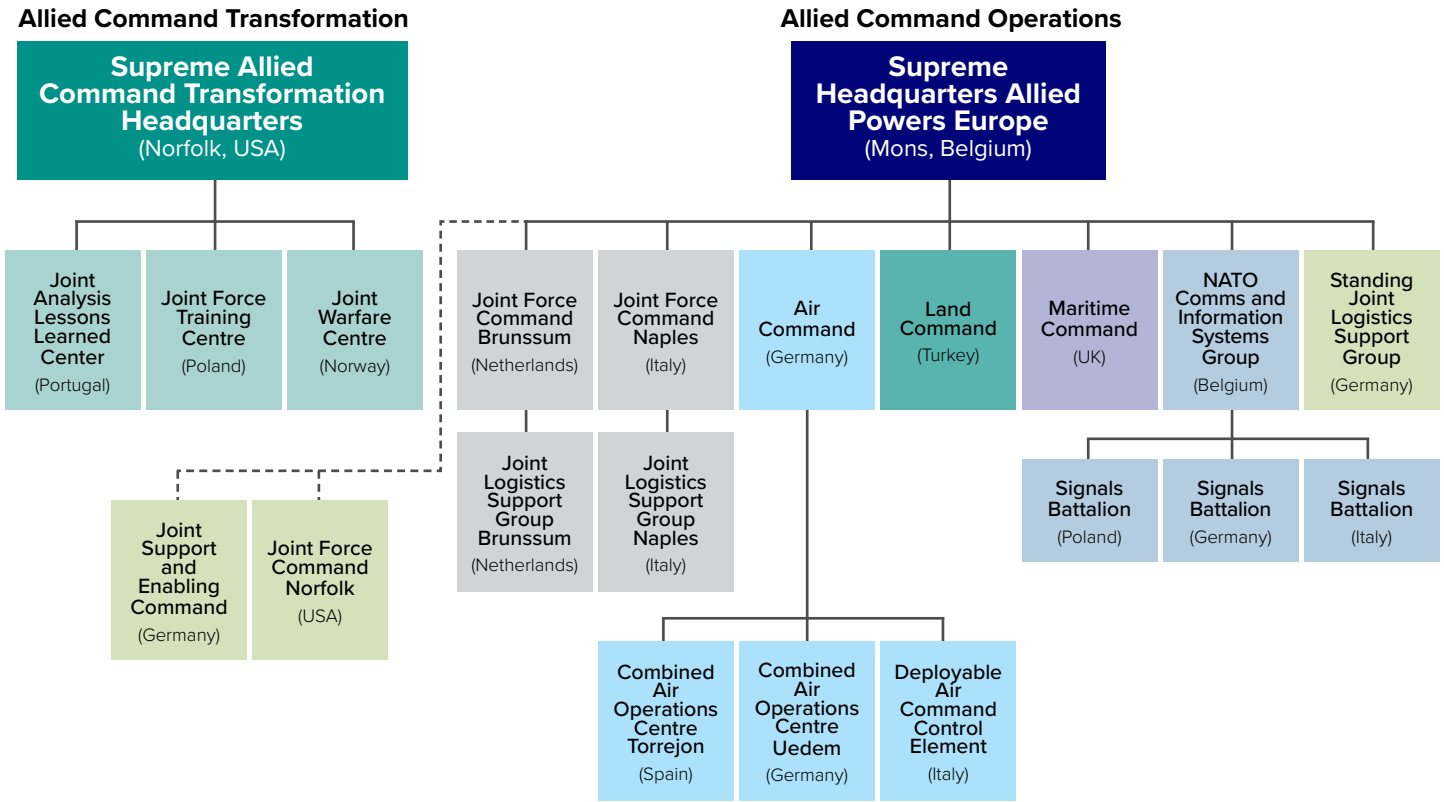 Allied Command Transformation
Supreme Allied
Command Transformation
Headquarters
(Norfolk, USA)
Joint
Analysis
Lessons
Learned
Center
(Portugal)
Joint Force
Training
Centre
(Poland)
Joint
Warfare
Centre
(Norway)
Allied Command Operations
Supreme
Headquarters Allied
Powers Europe
(Mons, Belgium)
Joint Force
Command
Brunssum
(Netherlands)
Joint Force
Command
Naples
(Italy)
Air
Command
(Germany)
Land
Command
(Turkey)
Maritime
Command
(UK)
NATO
Comms and
Information
Systems
Group
(Belgium)
Standing
Joint
Logistics
Support
Group
(Germany)
Joint
Support
and
Enabling
Command
(Germany)
Joint Force
Command
Norfolk
(USA)
Joint
Logistics
Support
Group
Brunssum
(Netherlands)
Joint
Logistics
Support
Group
Naples
(Italy)
Signals
Battalion
(Poland)
Signals
Battalion
(Germany)
Signals
Battalion
(Italy)
Combined
Air
Operations
Centre
Torrejon
(Spain)
Combined
Air
Operations
Centre
Uedem
(Germany)
Deployable
Air
Command
Control
Element
(Italy)